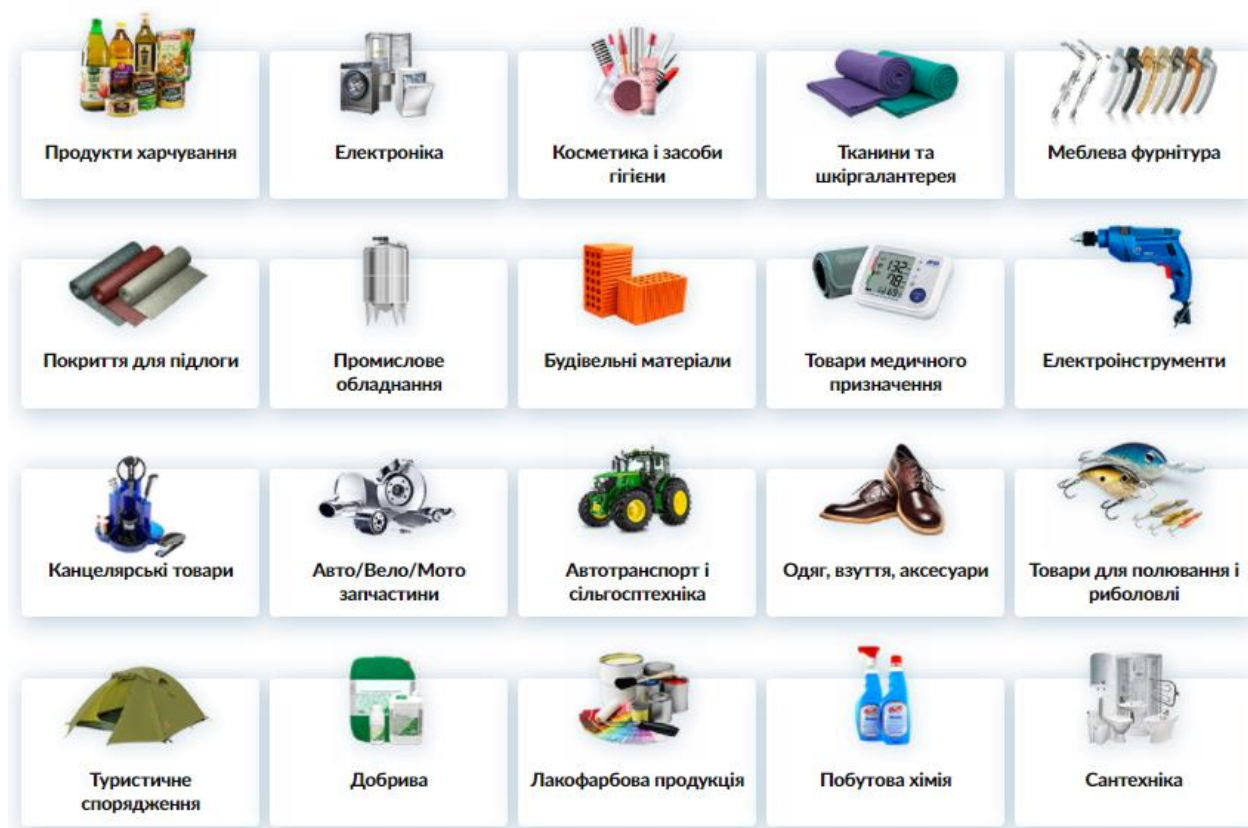 Продукти харчування
Електроніка
Косметика і засоби
гігієни
Тканини та
шкіргалантерея
Меблева фурнітура
Покриття для підлоги
Промислове
обладнання
Будівельні матеріали
Товари медичного
призначення
Електроінструменти
Канцелярські товари
Авто/Вело/Мото
запчастини
Автотранспорт і
сільгосптехніка
Одяг, взуття, аксесуари
Товари для полювання і
риболовлі
Туристичне
спорядження
Добрива
Лакофарбова продукція
Побутова хімія
Сантехніка